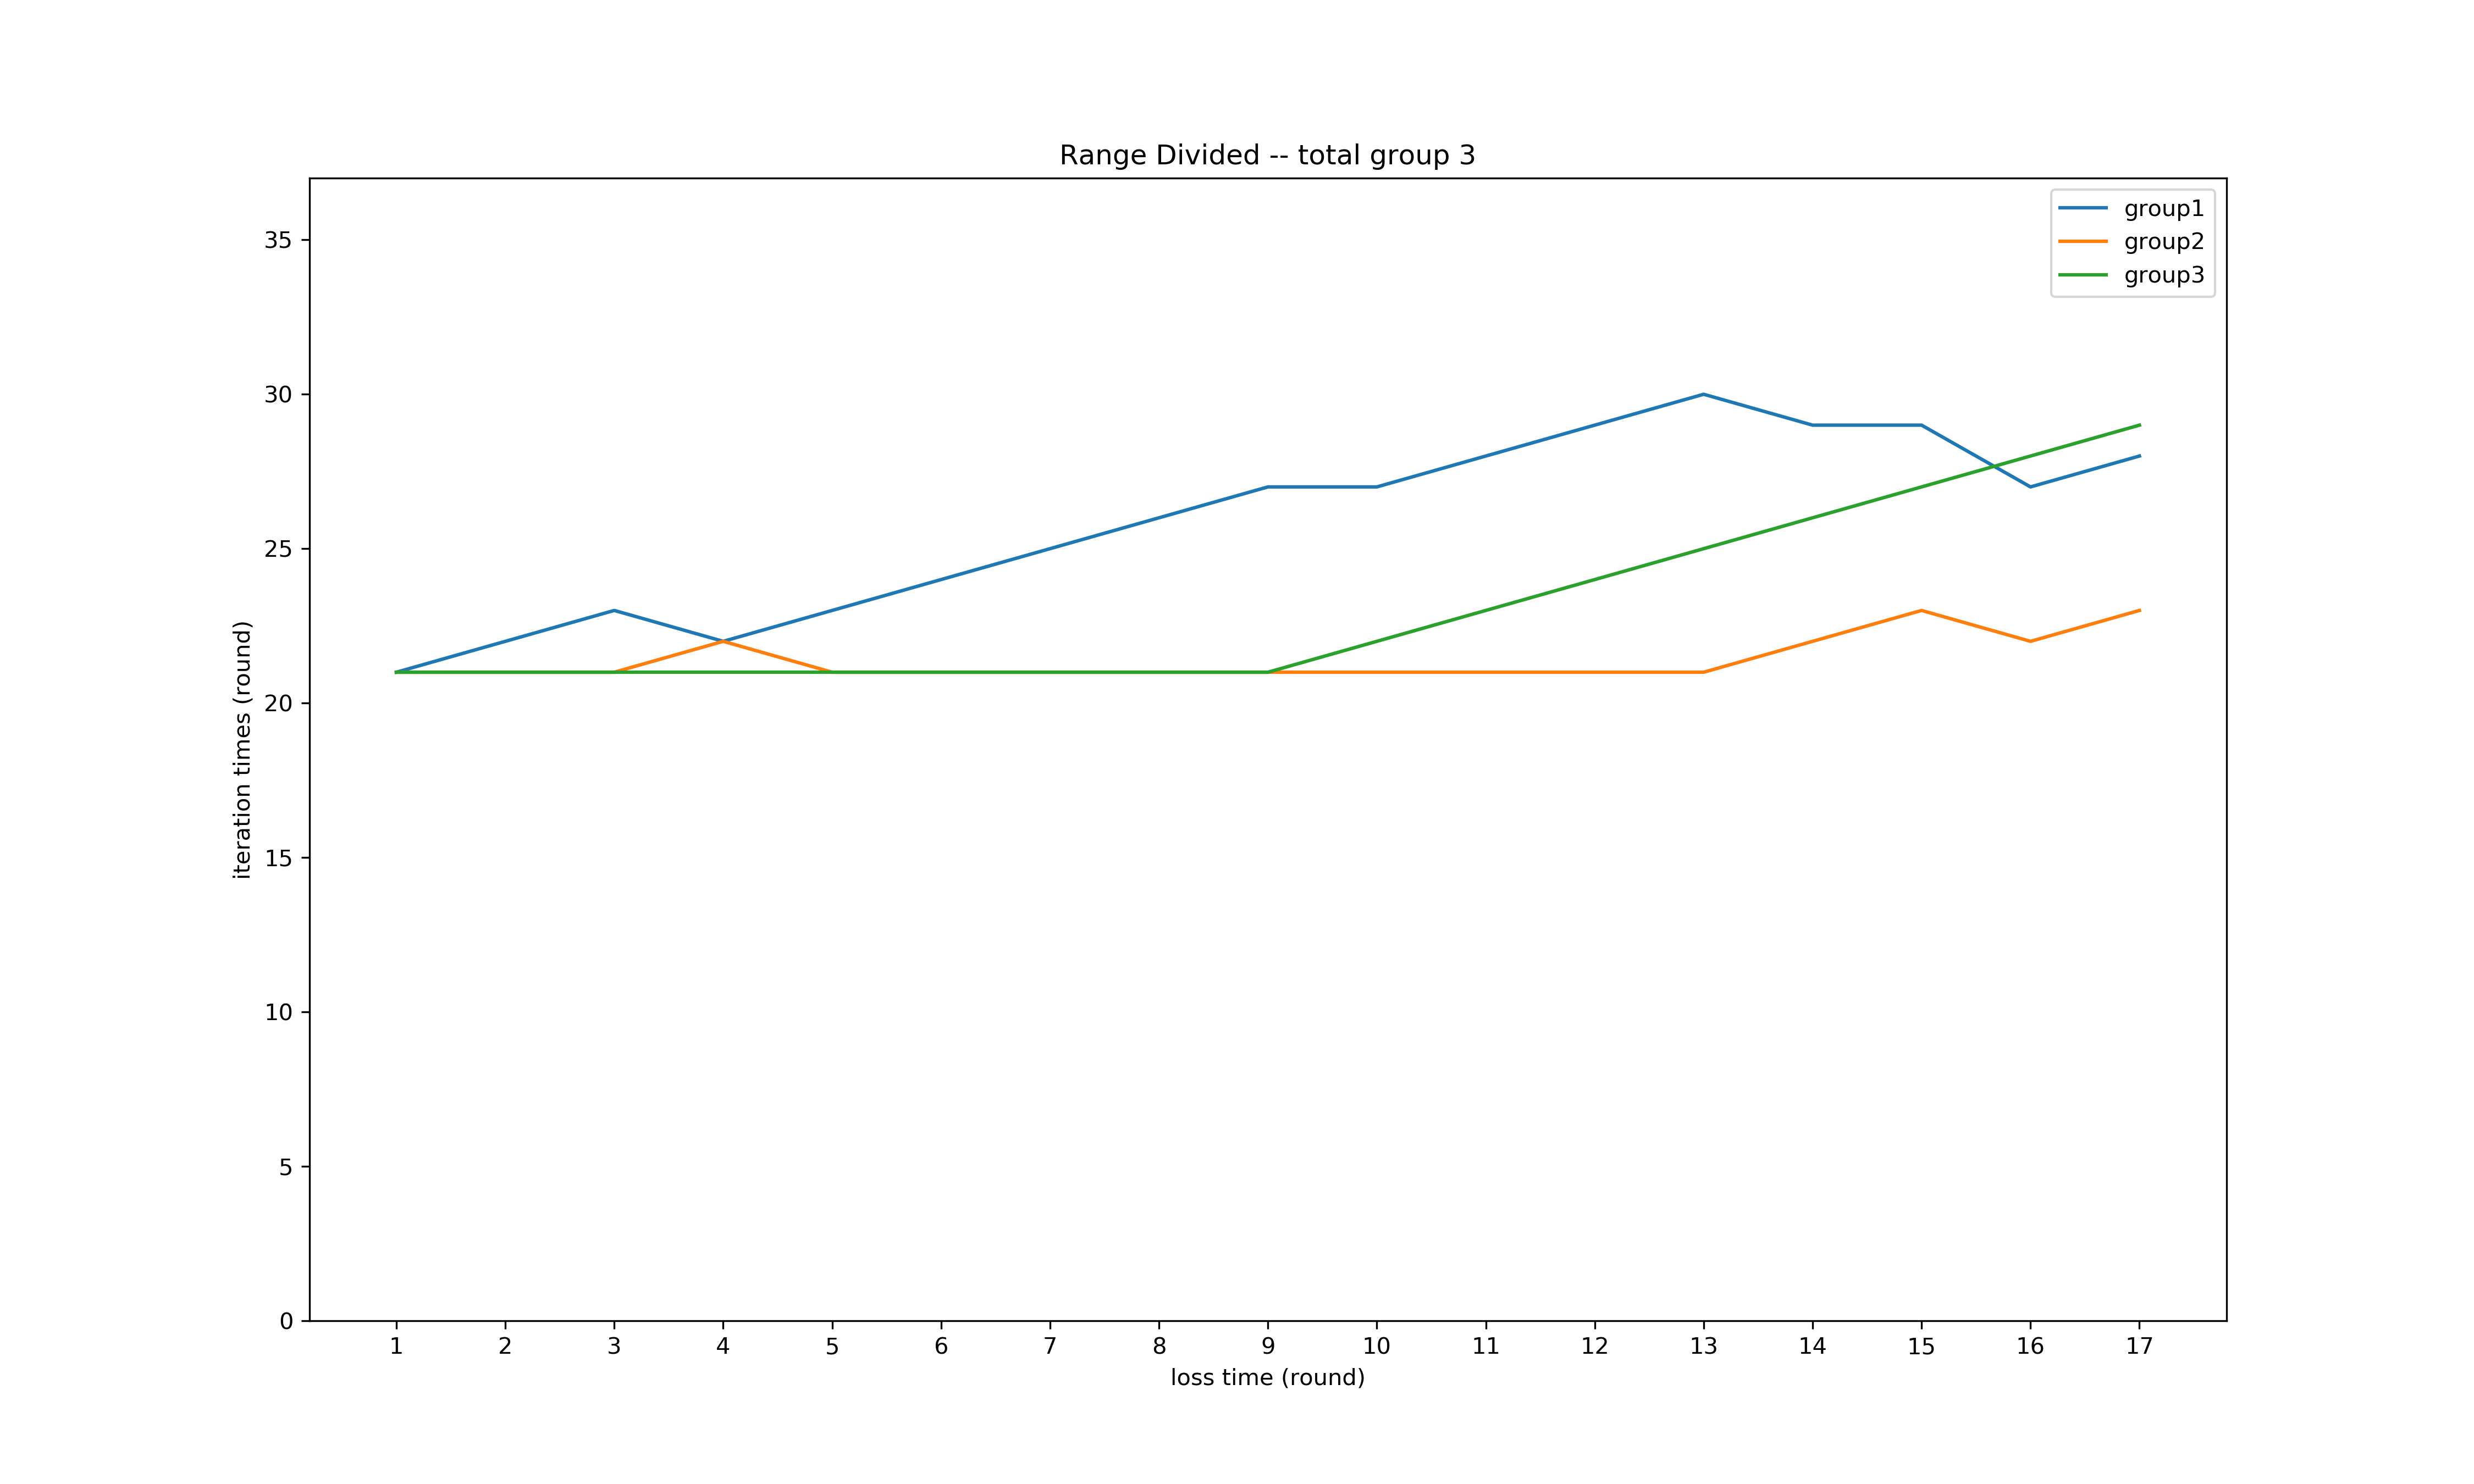 Range Divided -- total group 3
group1
group2
group3
35
30
25
20
15
10
5
0
iteration times (round)
1 2 3 4 5 6 7 8 9 10 11 12 13 14 15 16 17
loss time (round)